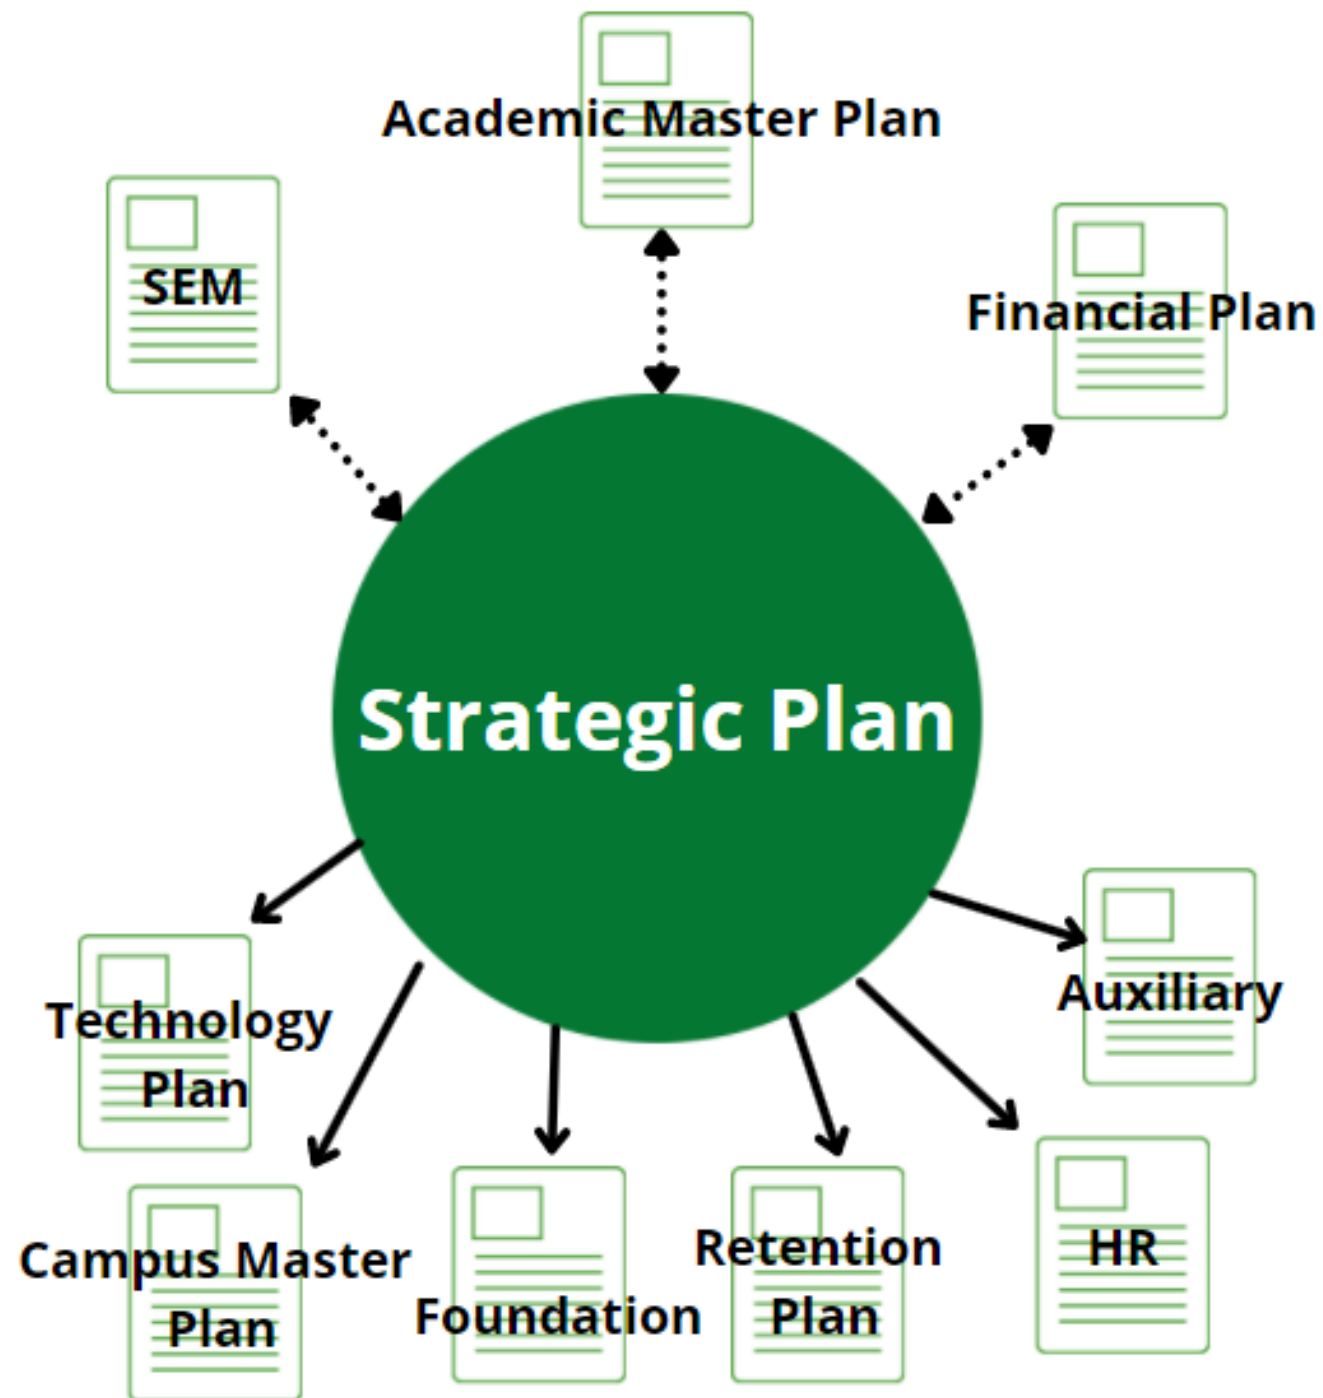 Academic Master Plan
SEM
Financial Plan
Strategic Plan
Auxiliary
Technology
Plan
Campus Master
Plan
Foundation
Retention
Plan
HR